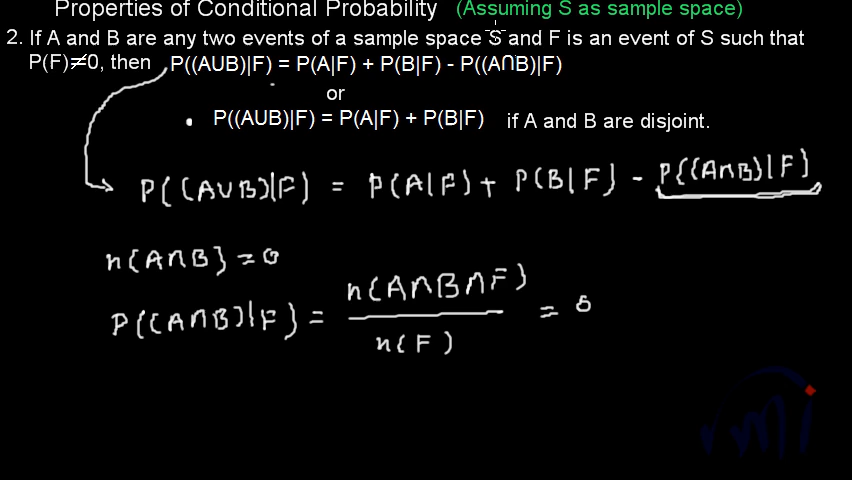 Properties of Conditional Probability (Assuming S as sample space)
2. If A and B are any two events of a sample space S and F is an event of S such that
P(F)≠0, then P((AUB)|F) = P(A|F) + P(B|F) - P((A∩B)|F)
or
• P((AUB)|F) = P(A|F) + P(B|F) if A and B are disjoint.
P((A∪B)|F) = P(A|F) + P(B|F) - P((A∩B)|F)
n(A∩B) = 0
P((A∩B)|F) = n(A∩B∩F) / n(F) = 0
vmi